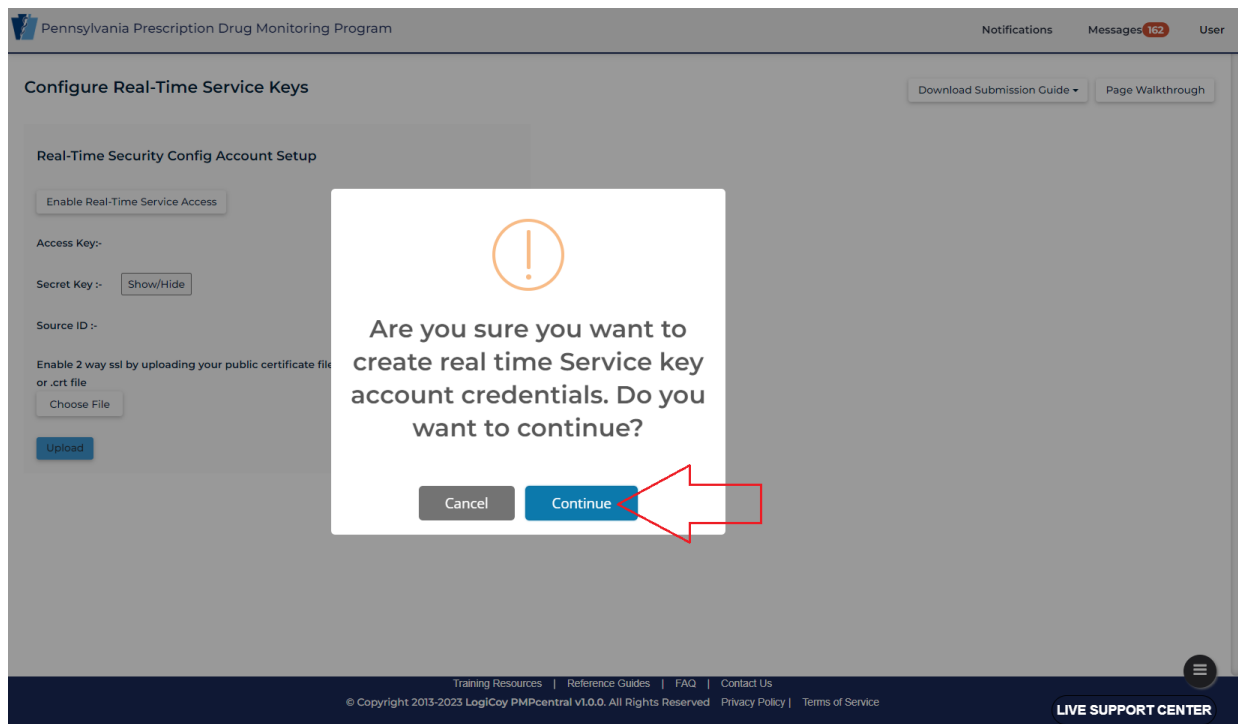 Pennsylvania Prescription Drug Monitoring Program
Notifications
Messages 162
User
Configure Real-Time Service Keys
Download Submission Guide
Page Walkthrough
Real-Time Security Config Account Setup
Enable Real-Time Service Access
Access Key:-
Secret Key :- Show/Hide
Source ID :-
Enable 2 way ssl by uploading your public certificate file
or .crt file
Choose File
Upload
Are you sure you want to
create real time Service key
account credentials. Do you
want to continue?
Cancel
Continue
Training Resources | Reference Guides | FAQ | Contact Us
© Copyright 2013-2023 LogiCoy PMPcentral v1.0.0. All Rights Reserved Privacy Policy | Terms of Service
LIVE SUPPORT CENTER